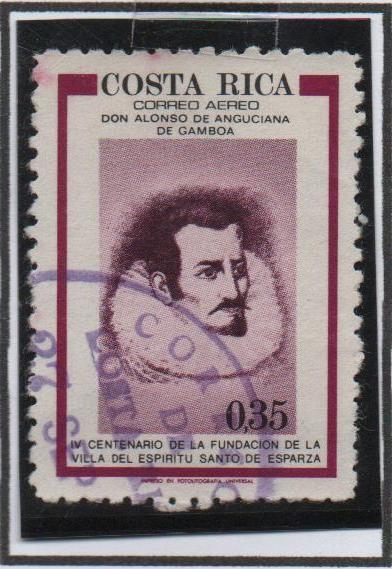 COSTA RICA
CORREO AEREO
DON ALONSO DE ANGUCIANA
DE GAMBOA
0,35
IV CENTENARIO DE LA FUNDACION DE LA
VILLA DEL ESPIRITU SANTO DE ESPARZA
IMPRESO EN FOTOLITOGRAFIA UNIVERSAL
COR